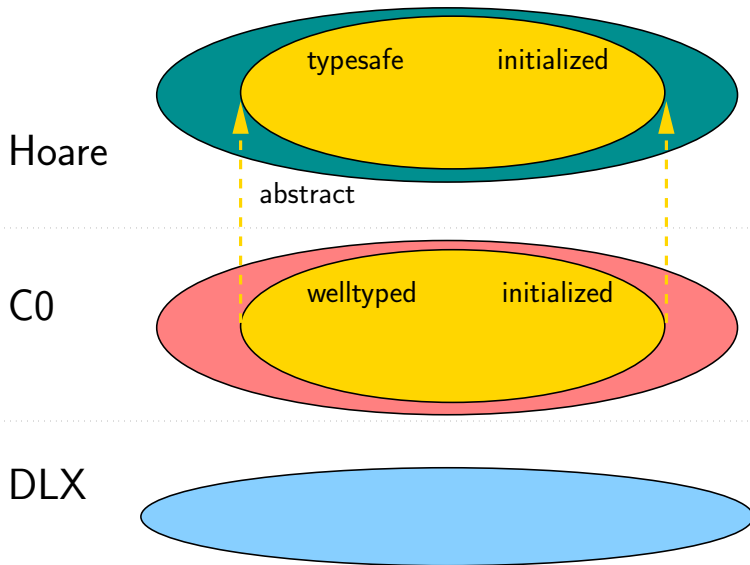 typesafe initialized
Hoare
abstract
welltyped initialized
C0
DLX